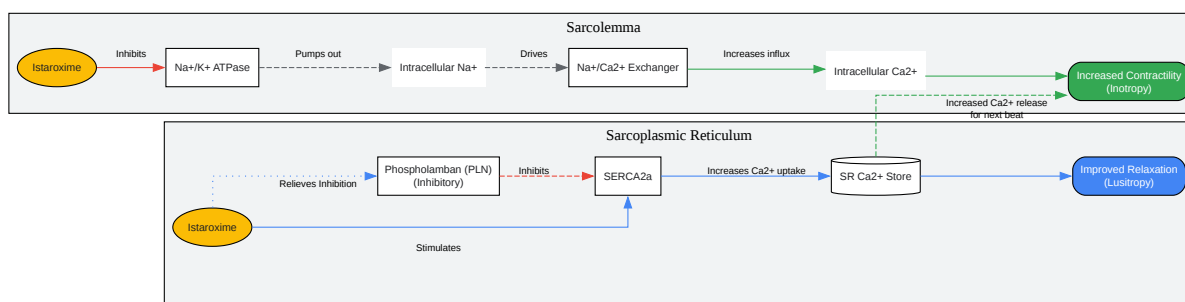 Sarcolemma
Istaroxime
Inhibits
Na+/K+ ATPase
Pumps out
Intracellular Na+
Drives
Na+/Ca2+ Exchanger
Increases influx
Intracellular Ca2+
Increased Contractility
(Inotropy)
Increased Ca2+ release
for next beat
Sarcoplasmic Reticulum
Istaroxime
Relieves Inhibition
Phospholamban (PLN)
(Inhibitory)
Inhibits
SERCA2a
Stimulates
Increases Ca2+ uptake
SR Ca2+ Store
Improved Relaxation
(Lusitropy)